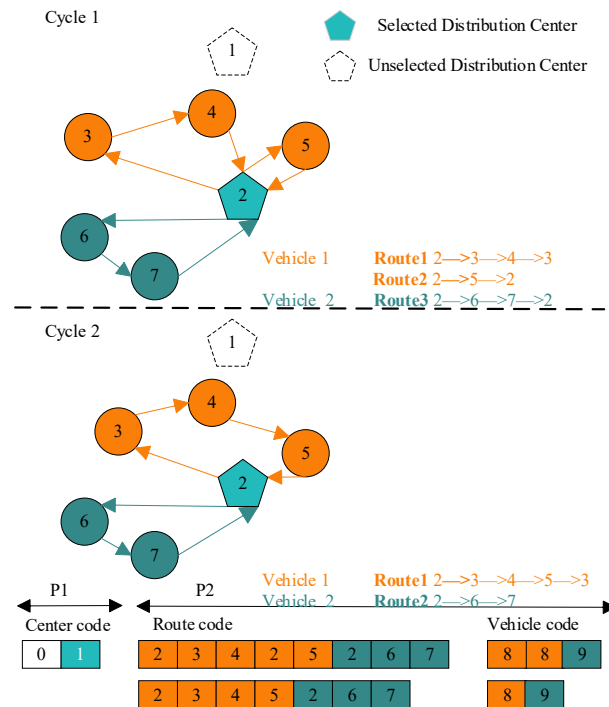 Cycle 1
1
Selected Distribution Center
Unselected Distribution Center
4
3
5
2
6
7
Vehicle 1 Route1 2—>3—>4—>3
Route2 2—>5—>2
Vehicle 2 Route3 2—>6—>7—>2
Cycle 2
1
4
3
5
2
6
7
Vehicle 1 Route1 2—>3—>4—>5—>3
Vehicle 2 Route2 2—>6—>7
P1 P2
Center code Route code Vehicle code
0 1 2 3 4 2 5 2 6 7 8 8 9
2 3 4 5 2 6 7 8 9